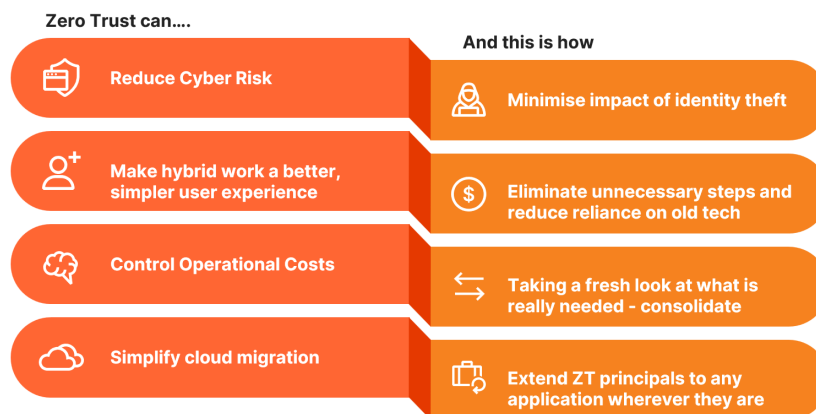 Zero Trust can....
Reduce Cyber Risk
Make hybrid work a better,
simpler user experience
Control Operational Costs
Simplify cloud migration
And this is how
Minimise impact of identity theft
$
Eliminate unnecessary steps and
reduce reliance on old tech
Taking a fresh look at what is
really needed - consolidate
Extend ZT principals to any
application wherever they are